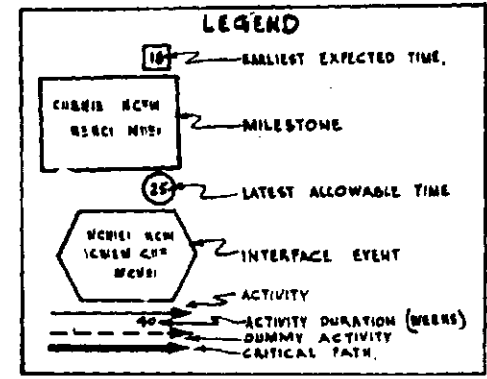 LEGEND
18
EARLIEST EXPECTED TIME.
MILESTONE
25
LATEST ALLOWABLE TIME
INTERFACE EVENT
ACTIVITY
40
ACTIVITY DURATION (WEEKS)
DUMMY ACTIVITY
CRITICAL PATH.